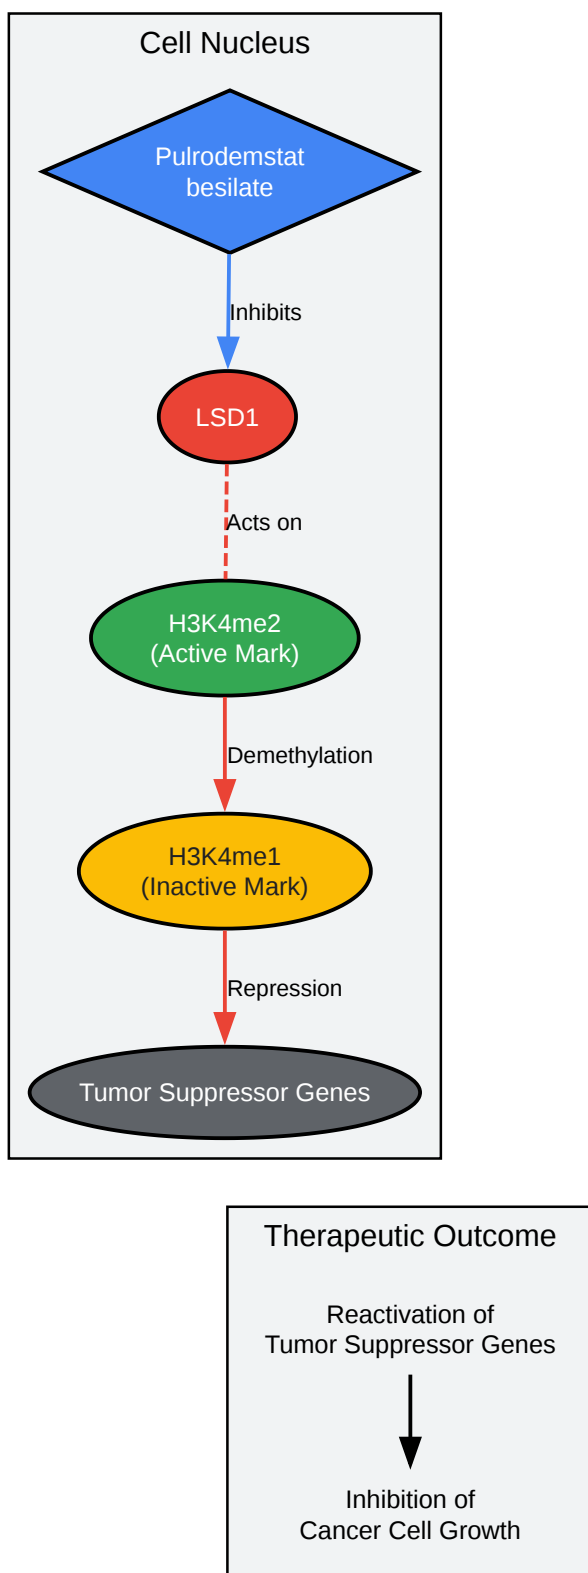 Cell Nucleus
Pulrodemstat
besilate
Inhibits
LSD1
Acts on
H3K4me2
(Active Mark)
Demethylation
H3K4me1
(Inactive Mark)
Repression
Tumor Suppressor Genes
Therapeutic Outcome
Reactivation of
Tumor Suppressor Genes
Inhibition of
Cancer Cell Growth